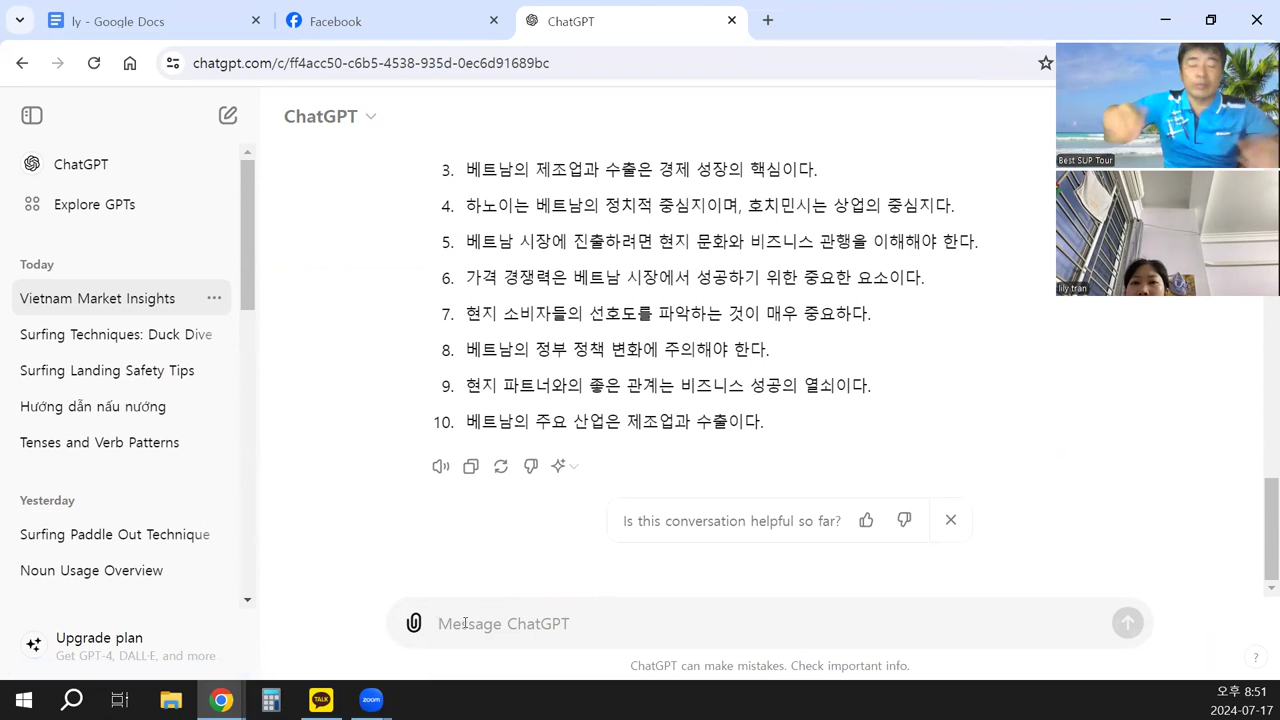 ly - Google Docs
Facebook
ChatGPT
chatgpt.com/c/ff4acc50-c6b5-4538-935d-0ec6d91689bc
ChatGPT
ChatGPT
Explore GPTs
Today
Vietnam Market Insights
Surfing Techniques: Duck Dive
Surfing Landing Safety Tips
Hướng dẫn nấu nướng
Tenses and Verb Patterns
Yesterday
Surfing Paddle Out Technique
Noun Usage Overview
Upgrade plan
Get GPT-4, DALL·E, and more
3. 베트남의 제조업과 수출은 경제 성장의 핵심이다.
4. 하노이는 베트남의 정치적 중심지이며, 호치민시는 상업의 중심지다.
5. 베트남 시장에 진출하려면 현지 문화와 비즈니스 관행을 이해해야 한다.
6. 가격 경쟁력은 베트남 시장에서 성공하기 위한 중요한 요소이다.
7. 현지 소비자들의 선호도를 파악하는 것이 매우 중요하다.
8. 베트남의 정부 정책 변화에 주의해야 한다.
9. 현지 파트너와의 좋은 관계는 비즈니스 성공의 열쇠이다.
10. 베트남의 주요 산업은 제조업과 수출이다.
Is this conversation helpful so far?
Message ChatGPT
ChatGPT can make mistakes. Check important info.
?
Best SUP Tour
lily tran
TALK
zoom
오후 8:51
2024-07-17